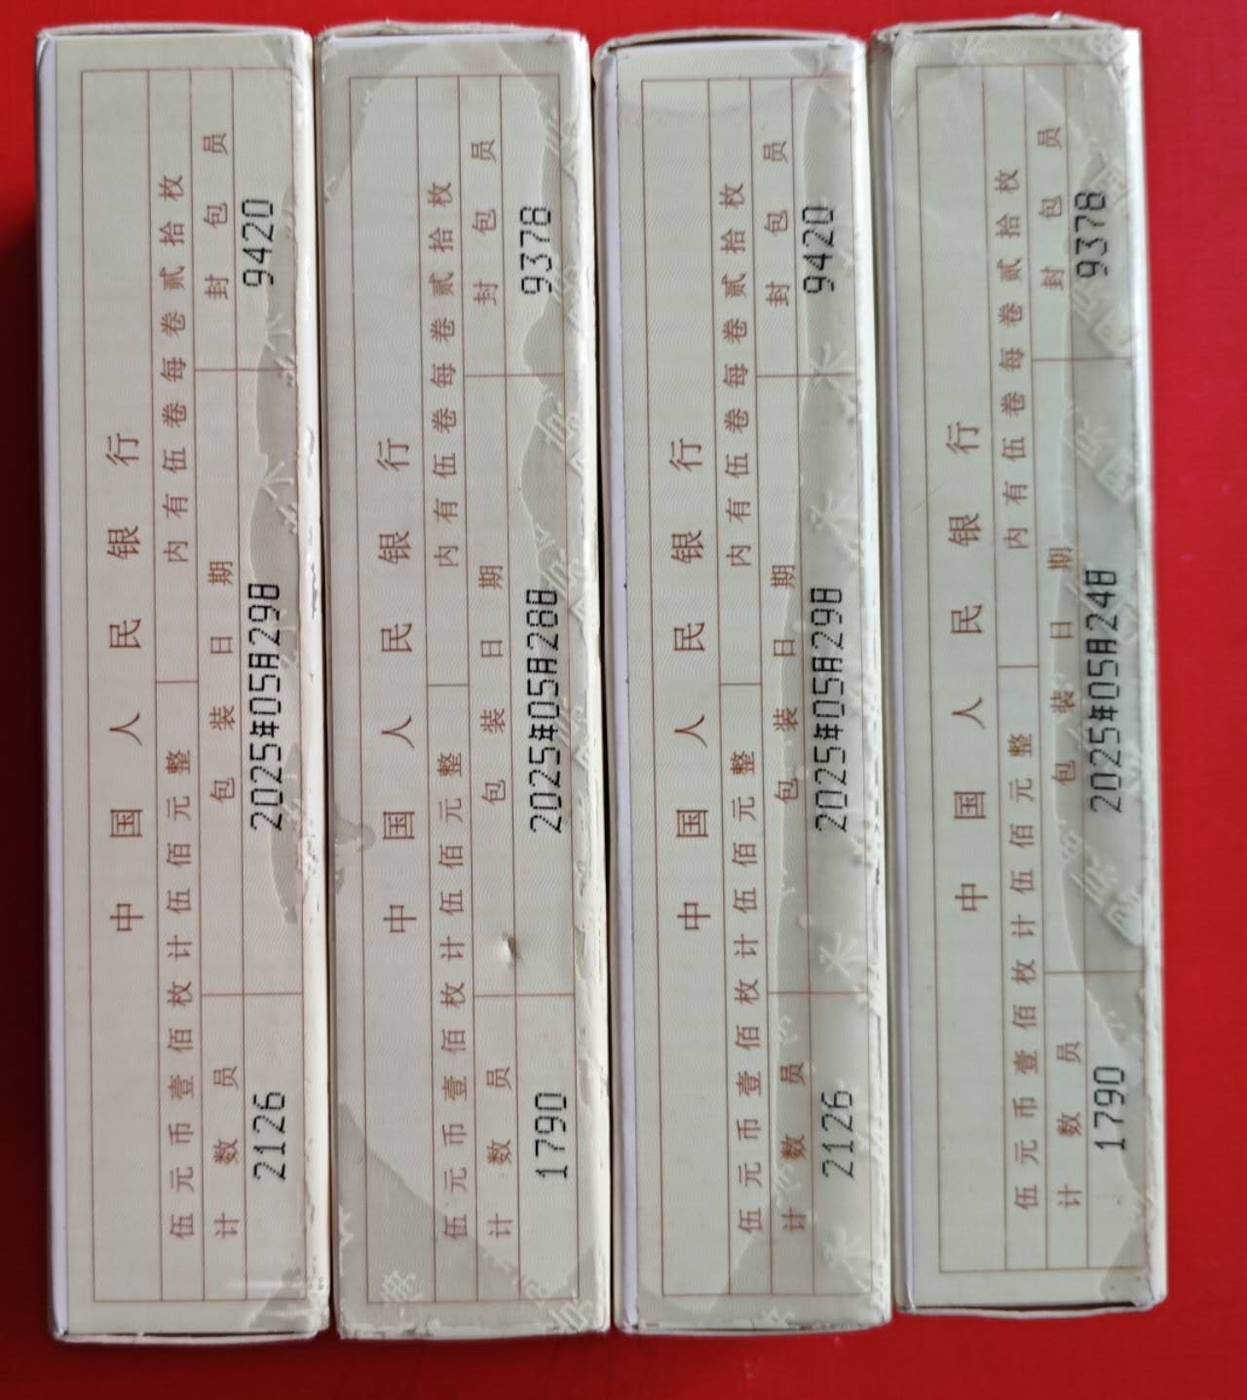 中国人民银行
伍元币壹佰枚计伍佰元整 内有伍卷每卷贰拾枚
计数员 包装日期 封包员
2126 2025年05月29日 9420
中国人民银行
伍元币壹佰枚计伍佰元整 内有伍卷每卷贰拾枚
计数员 包装日期 封包员
1790 2025年05月28日 9378
中国人民银行
伍元币壹佰枚计伍佰元整 内有伍卷每卷贰拾枚
计数员 包装日期 封包员
2126 2025年05月29日 9420
中国人民银行
伍元币壹佰枚计伍佰元整 内有伍卷每卷贰拾枚
计数员 包装日期 封包员
1790 2025年05月24日 9378